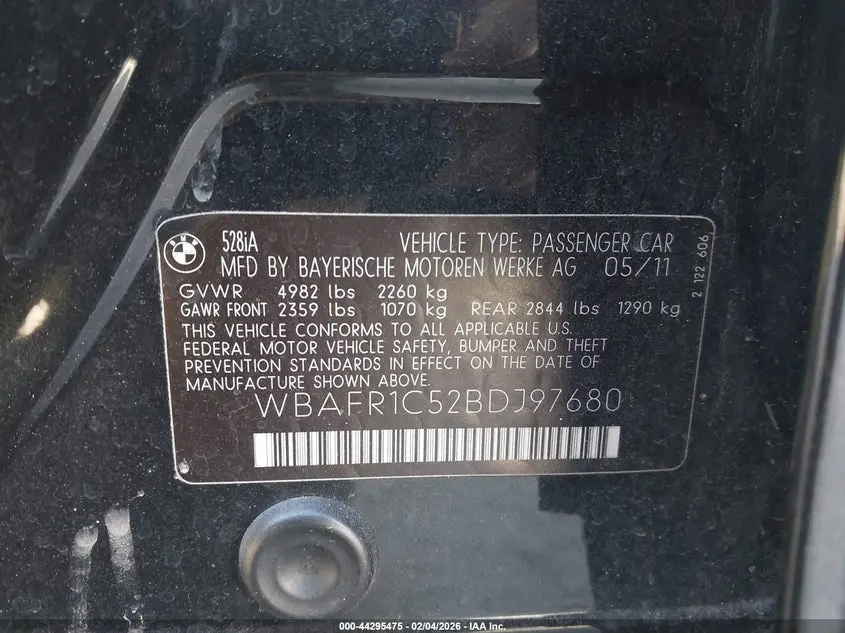 BMW
528iA
VEHICLE TYPE: PASSENGER CAR
MFD BY BAYERISCHE MOTOREN WERKE AG 05/11
GVWR 4982 lbs 2260 kg
GAWR FRONT 2359 lbs 1070 kg REAR 2844 lbs 1290 kg
THIS VEHICLE CONFORMS TO ALL APPLICABLE U.S.
FEDERAL MOTOR VEHICLE SAFETY, BUMPER AND THEFT
PREVENTION STANDARDS IN EFFECT ON THE DATE OF
MANUFACTURE SHOWN ABOVE.
WBAFR1C52BDJ97680
2 122 606
000-44295475 - 02/04/2026 - IAA Inc.